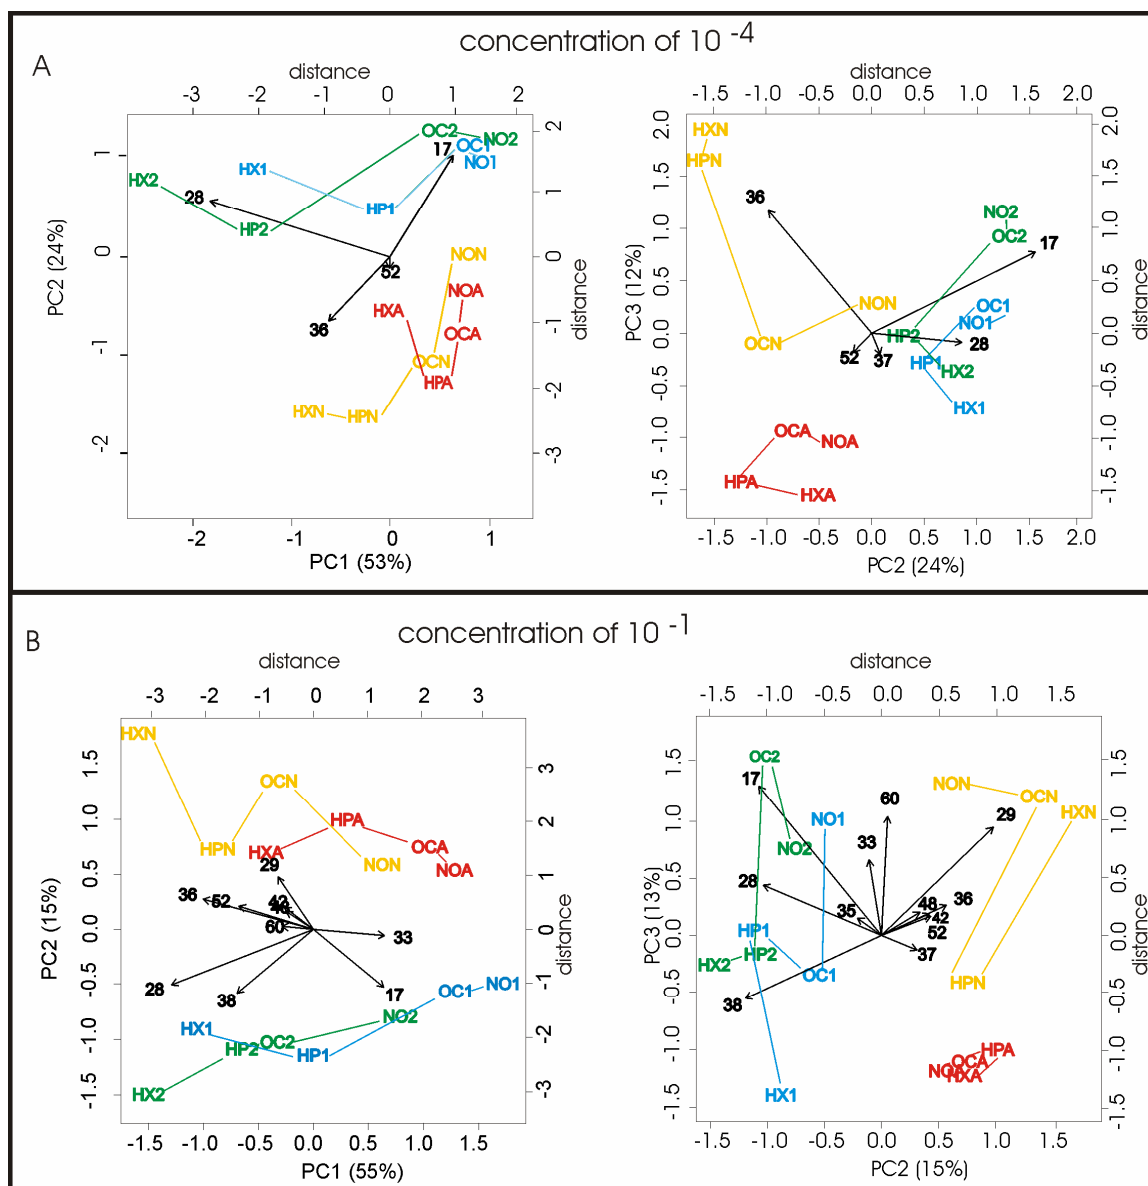 concentration of 10 -4
A
distance
distance
-3 -2 -1 0 1 2
-1.5 -1.0 -0.5 0.0 0.5 1.0 1.5 2.0
OC2
NO2
17
OC1
NO1
HX1
HX2
28
HP1
HP2
NON
52
NOA
HXA
36
OCA
OCN
HPA
HXN
HPN
1
0
-1
-2
2
1
0
-1
-2
-3
PC2 (24%)
distance
-2 -1 0 1
PC1 (53%)
HXN
HPN
36
NO2
OC2
17
NON
OC1
NO1
HP2
OCN
28
52
37
HP1
HX2
HX1
OCA
NOA
HPA
HXA
2.0
1.5
1.0
0.5
0.0
-0.5
-1.0
-1.5
2.0
1.5
1.0
0.5
0.0
-0.5
-1.0
-1.5
PC3 (12%)
distance
-1.5 -1.0 -0.5 0.0 0.5 1.0 1.5 2.0
PC2 (24%)
B
concentration of 10 -1
distance
distance
-3 -2 -1 0 1 2 3
-1.5 -1.0 -0.5 0.0 0.5 1.0 1.5
HXN
OCN
HPA
HPN
HXA
OCA
29
NON
NOA
36
52
42
60
33
28
38
17
OC1
NO1
HX1
NO2
HP2
OC2
HP1
HX2
1.5
1.0
0.5
0.0
-0.5
-1.0
-1.5
3
2
1
0
-1
-2
-3
PC2 (15%)
distance
-1.5 -1.0 -0.5 0.0 0.5 1.0 1.5
PC1 (55%)
OC2
17
NON
OCN
60
HXN
NO1
29
33
NO2
28
36
48
35
42
52
HP1
37
HP2
HX2
OC1
HPN
38
HPA
OCA
NOA
HXA
HX1
1.5
1.0
0.5
0.0
-0.5
-1.0
-1.5
1.5
1.0
0.5
0.0
-0.5
-1.0
-1.5
PC3 (13%)
distance
-1.5 -1.0 -0.5 0.0 0.5 1.0 1.5
PC2 (15%)